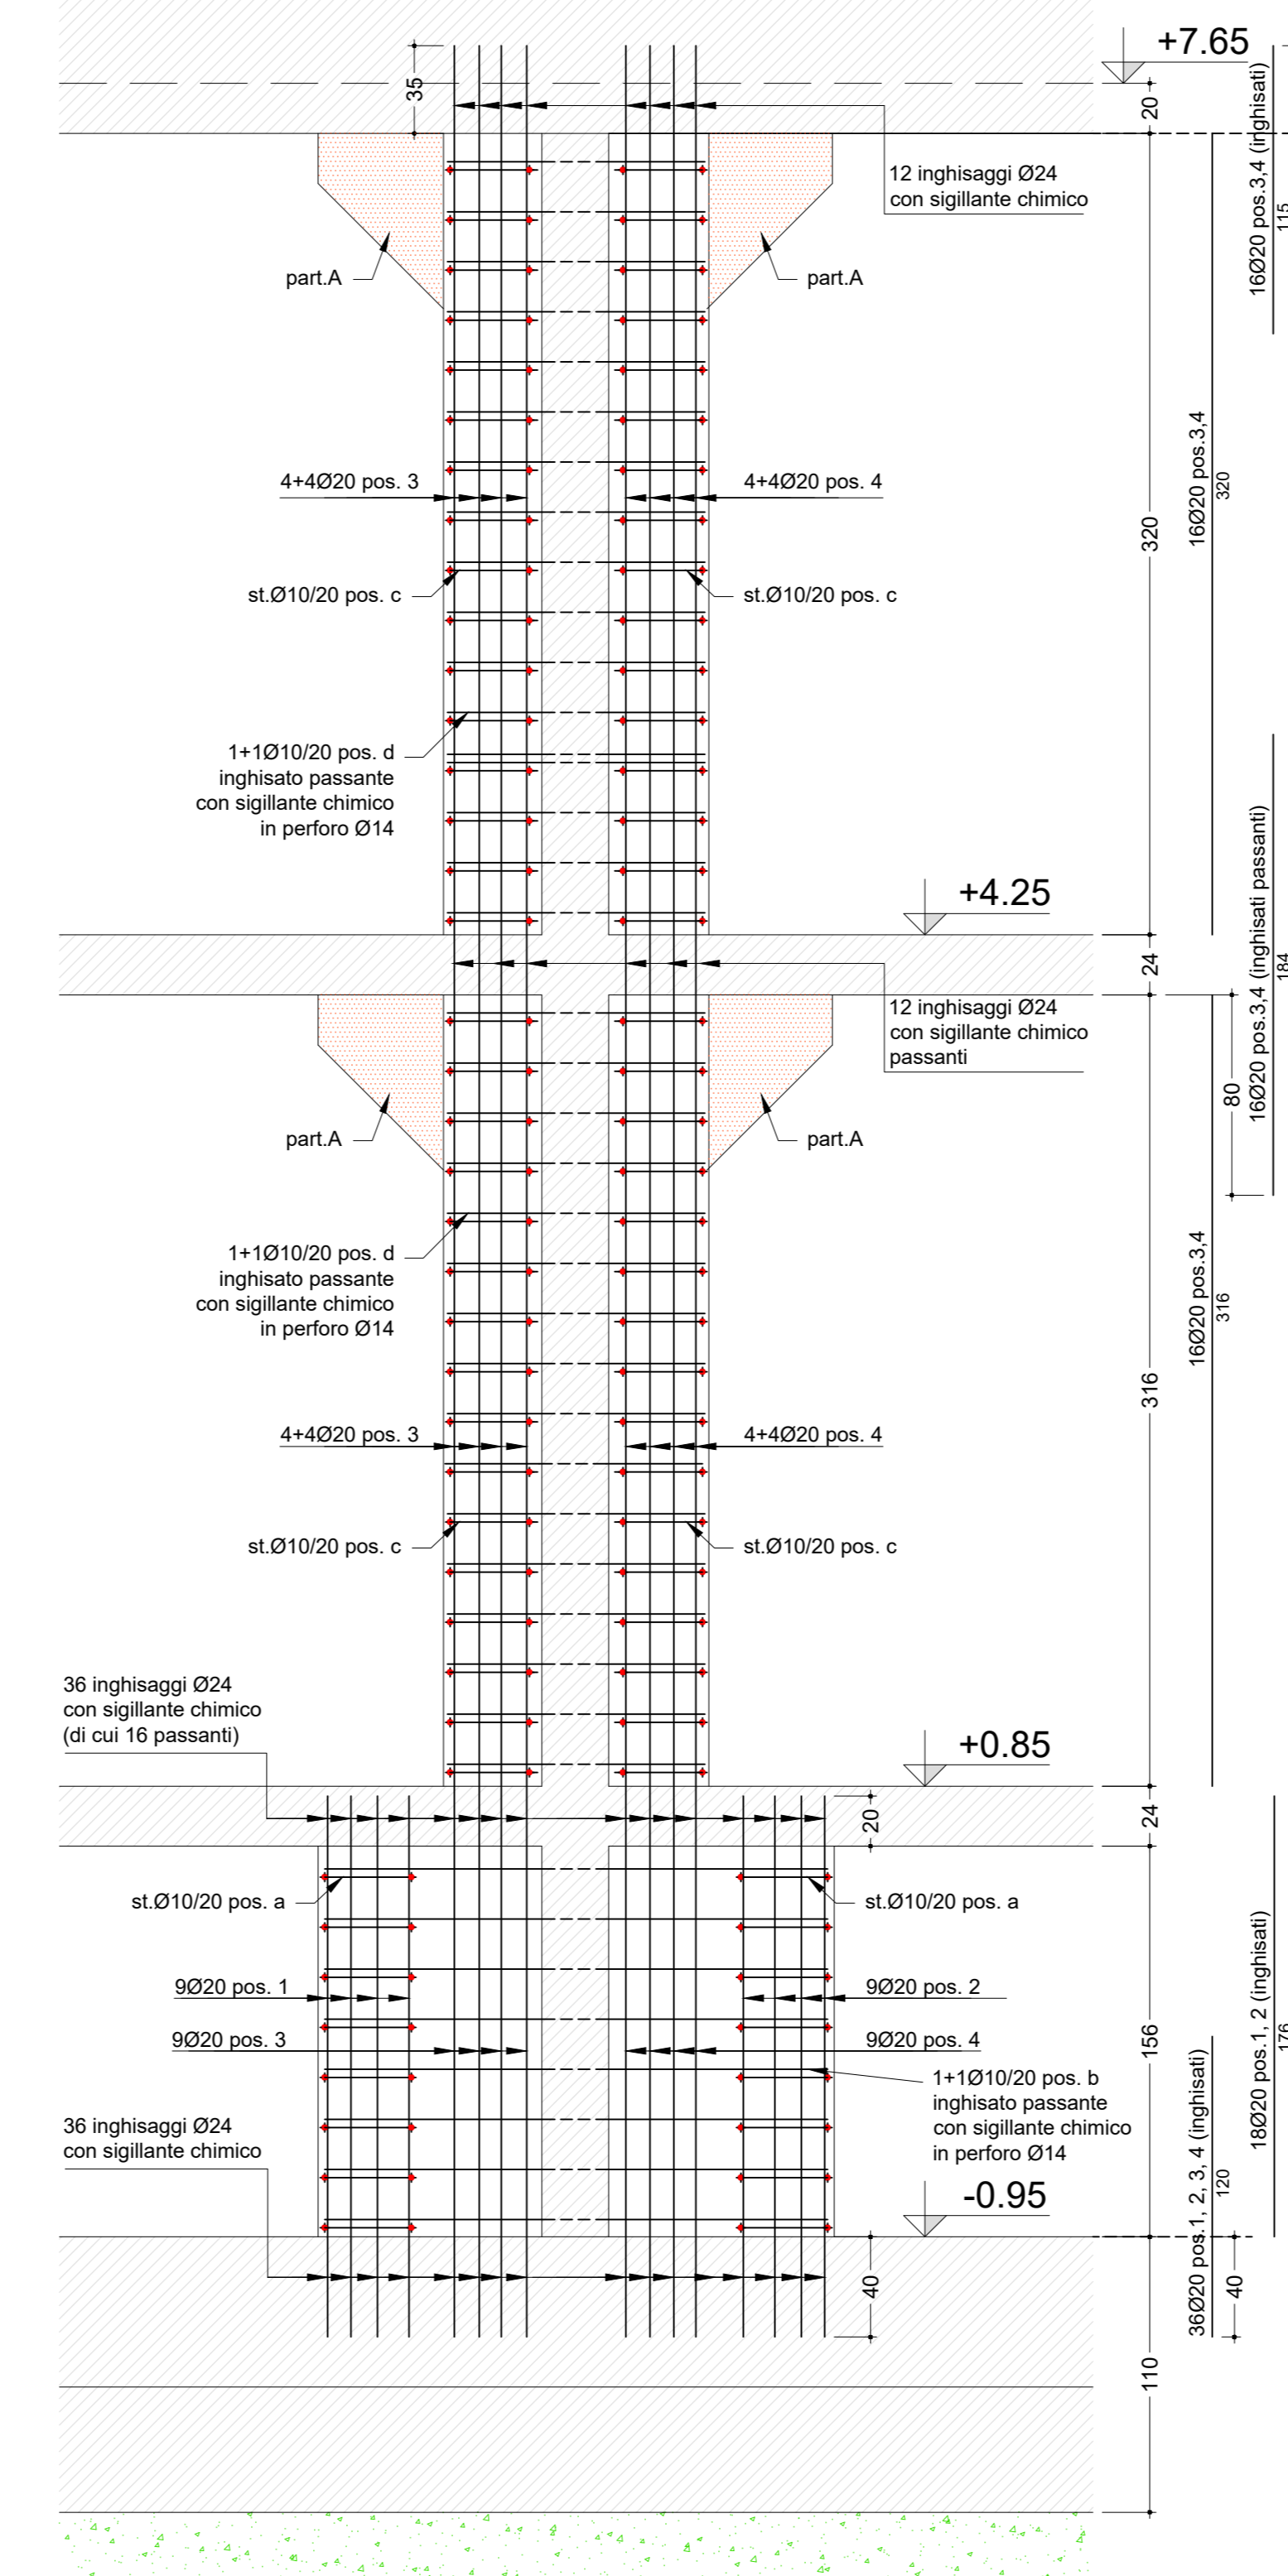 +7.65
35
20
16Ø20 pos.3,4 (inghisati)
115
12 inghisaggi Ø24
con sigillante chimico
part.A
part.A
4+4Ø20 pos. 3
4+4Ø20 pos. 4
16Ø20 pos.3,4
320
320
st.Ø10/20 pos. c
st.Ø10/20 pos. c
1+1Ø10/20 pos. d
inghisato passante
con sigillante chimico
in perforo Ø14
16Ø20 pos.3,4 (inghisati passanti)
184
+4.25
24
12 inghisaggi Ø24
con sigillante chimico
passanti
80
part.A
part.A
1+1Ø10/20 pos. d
inghisato passante
con sigillante chimico
in perforo Ø14
16Ø20 pos.3,4
316
316
4+4Ø20 pos. 3
4+4Ø20 pos. 4
st.Ø10/20 pos. c
st.Ø10/20 pos. c
36 inghisaggi Ø24
con sigillante chimico
(di cui 16 passanti)
+0.85
20
24
st.Ø10/20 pos. a
st.Ø10/20 pos. a
9Ø20 pos. 1
9Ø20 pos. 2
9Ø20 pos. 3
9Ø20 pos. 4
156
18Ø20 pos.1, 2 (inghisati)
176
1+1Ø10/20 pos. b
inghisato passante
con sigillante chimico
in perforo Ø14
36 inghisaggi Ø24
con sigillante chimico
36Ø20 pos.1, 2, 3, 4 (inghisati)
120
-0.95
40
40
110